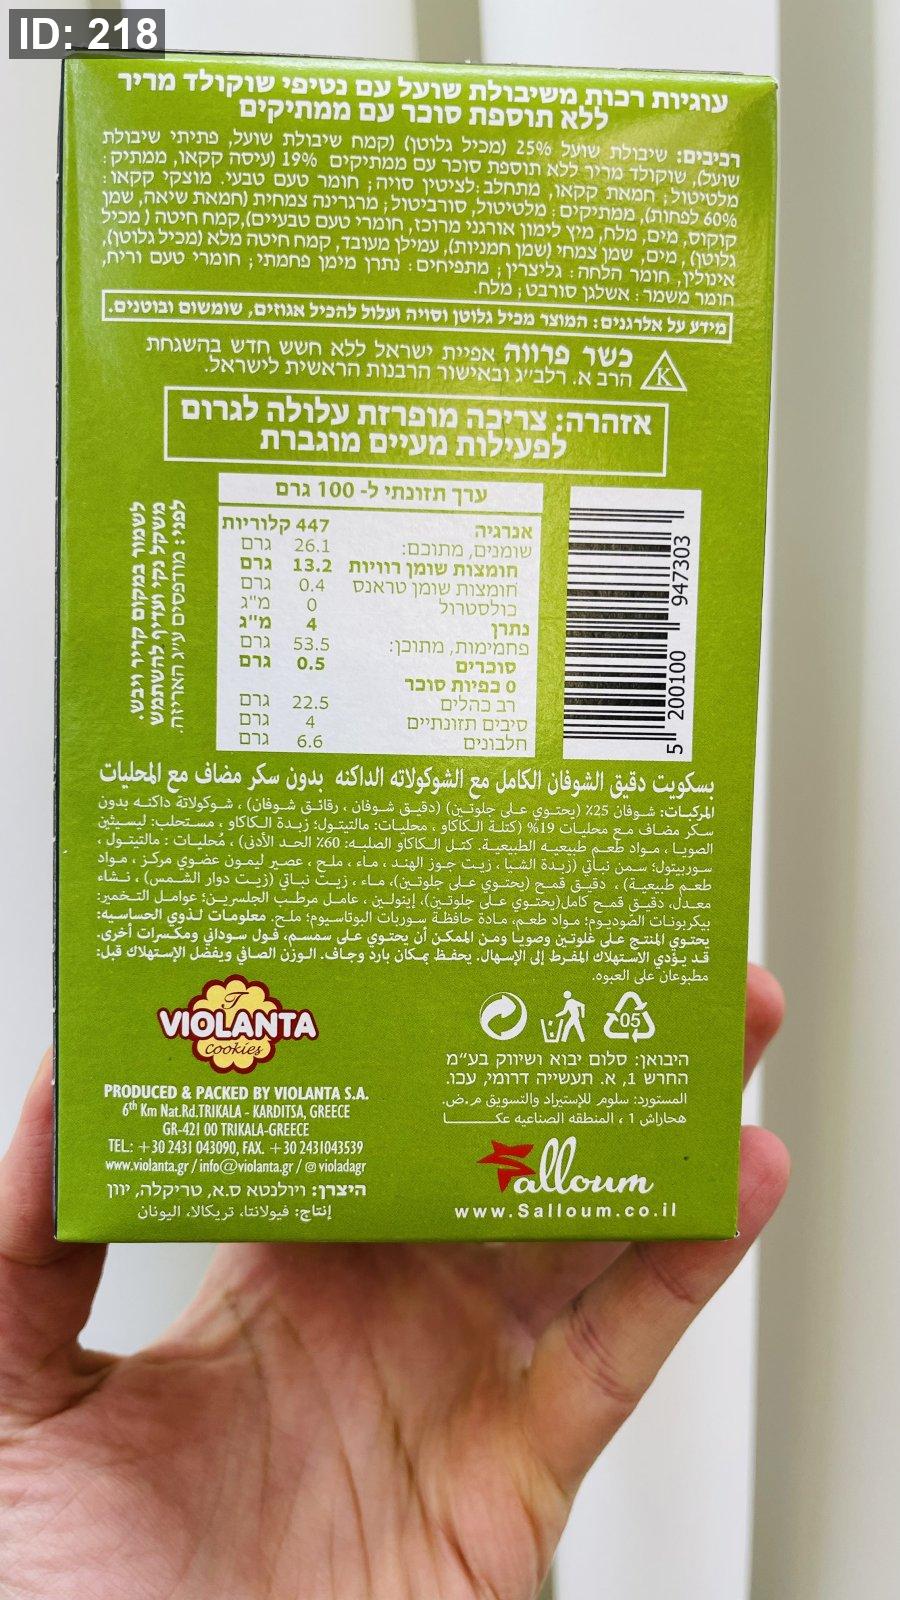 ID: 218
עוגיות רכות משיבולת שועל עם נטיפי שוקולד מריר
ללא תוספת סוכר עם ממתיקים
רכיבים: שיבולת שועל 25% (מכיל גלוטן) (קמח שיבולת שועל, פתיתי שיבולת
שועל), שוקולד מריר ללא תוספת סוכר עם ממתיקים 19% (עיסה קקאו, ממתיק:
מלטיטול; חמאת קקאו, מתחלב: לציטין סויה; חומר טעם טבעי. מוצקי קקאו:
60% לפחות), ממתיקים: מלטיטול, סורביטול; מרגרינה צמחית (חמאת שיאה, שמן
קוקוס, מים, מלח, מיץ לימון אורגני מרוכז, חומרי טעם טבעיים), קמח חיטה (מכיל
גלוטן), מים, שמן צמחי (שמן חמניות), עמילן מעובד, קמח חיטה מלא (מכיל גלוטן),
אינולין, חומר הלחה: גליצרין; מתפיחים: נתרן מימן פחמתי; חומרי טעם וריח,
חומר משמר: אשלגן סורבט; מלח.
מידע על אלרגנים: המוצר מכיל גלוטן וסויה ועלול להכיל אגוזים, שומשום ובוטנים.
כשר פרווה אפיית ישראל ללא חשש חדש בהשגחת
הרב א. רלב״ג ובאישור הרבנות הראשית לישראל.
K
אזהרה: צריכה מופרזת עלולה לגרום
לפעילות מעיים מוגברת
ערך תזונתי ל- 100 גרם
אנרגיה 447 קלוריות
שומנים, מתוכם: 26.1 גרם
חומצות שומן רוויות 13.2 גרם
חומצות שומן טראנס 0.4 גרם
כולסטרול 0 מ"ג
נתרן 4 מ"ג
פחמימות, מתוכן: 53.5 גרם
סוכרים 0.5 גרם
0 כפיות סוכר
רב כהלים 22.5 גרם
סיבים תזונתיים 4 גרם
חלבונים 6.6 גרם
לשמור במקום קריר ויבש.
משקל נקי ועדיף להשתמש
לפני: מודפסים ע״ג האריזה.
5 200100 947303
بسكويت دقيق الشوفان الكامل مع الشوكولاته الداكنه بدون سكر مضاف مع المحليات
المركبات: شوفان 25٪ (يحتوي على جلوتين) (دقيق شوفان ، رقائق شوفان) ، شوكولاتة داكنه بدون
سكر مضاف مع محليات 19% (كتلة الكاكاو ، محليات: مالتيتول؛ زبدة الكاكاو ، مستحلب: ليسيثين
الصويا ، مواد طعم طبيعيه الطبيعية. كتل الكاكاو الصلبه: 60٪ الحد الأدنى) ، مُحليات : مالتيتول ،
سوربيتول؛ سمن نباتي (زبدة الشيا ، زيت جوز الهند ، ماء ، ملح ، عصير ليمون عضوي مركز ، مواد
طعم طبيعية) ، دقيق قمح (يحتوي على جلوتين)، ماء ، زيت نباتي (زيت دوار الشمس) ، نشاء
معدل، دقيق قمح كامل(يحتوي على جلوتين)، إينولين ، عامل مرطب الجلسرين؛ عوامل التخمير:
بيكربونات الصوديوم؛ مواد طعم، مادة حافظة سوربات البوتاسيوم؛ ملح. معلومات لذوي الحساسيه:
يحتوي المنتج على غلوتين وصويا ومن الممكن أن يحتوي على سمسم، فول سوداني ومكسرات أخرى.
قد يؤدي الاستهلاك المفرط إلى الإسهال. يحفظ بمكان بارد وجاف. الوزن الصافي ويفضل الإستهلاك قبل:
مطبوعان على العبوه.
T
VIOLANTA
cookies
05
PRODUCED & PACKED BY VIOLANTA S.A.
6th Km Nat.Rd.TRIKALA - KARDITSA, GREECE
GR-421 00 TRIKALA-GREECE
TEL.: +30 2431 043090, FAX. +30 2431043539
www.violanta.gr / info@violanta.gr / violadagr
היצרן: ויולנטא ס.א, טריקלה, יוון
إنتاج: فيولانتا، تريكالا، اليونان
היבואן: סלום יבוא ושיווק בע״מ
החרש 1, א. תעשייה דרומי, עכו.
المستورد: سلوم للإستيراد والتسويق م.ض.
هحاراش 1 ، المنطقه الصناعيه عكا
Salloum
www.Salloum.co.il